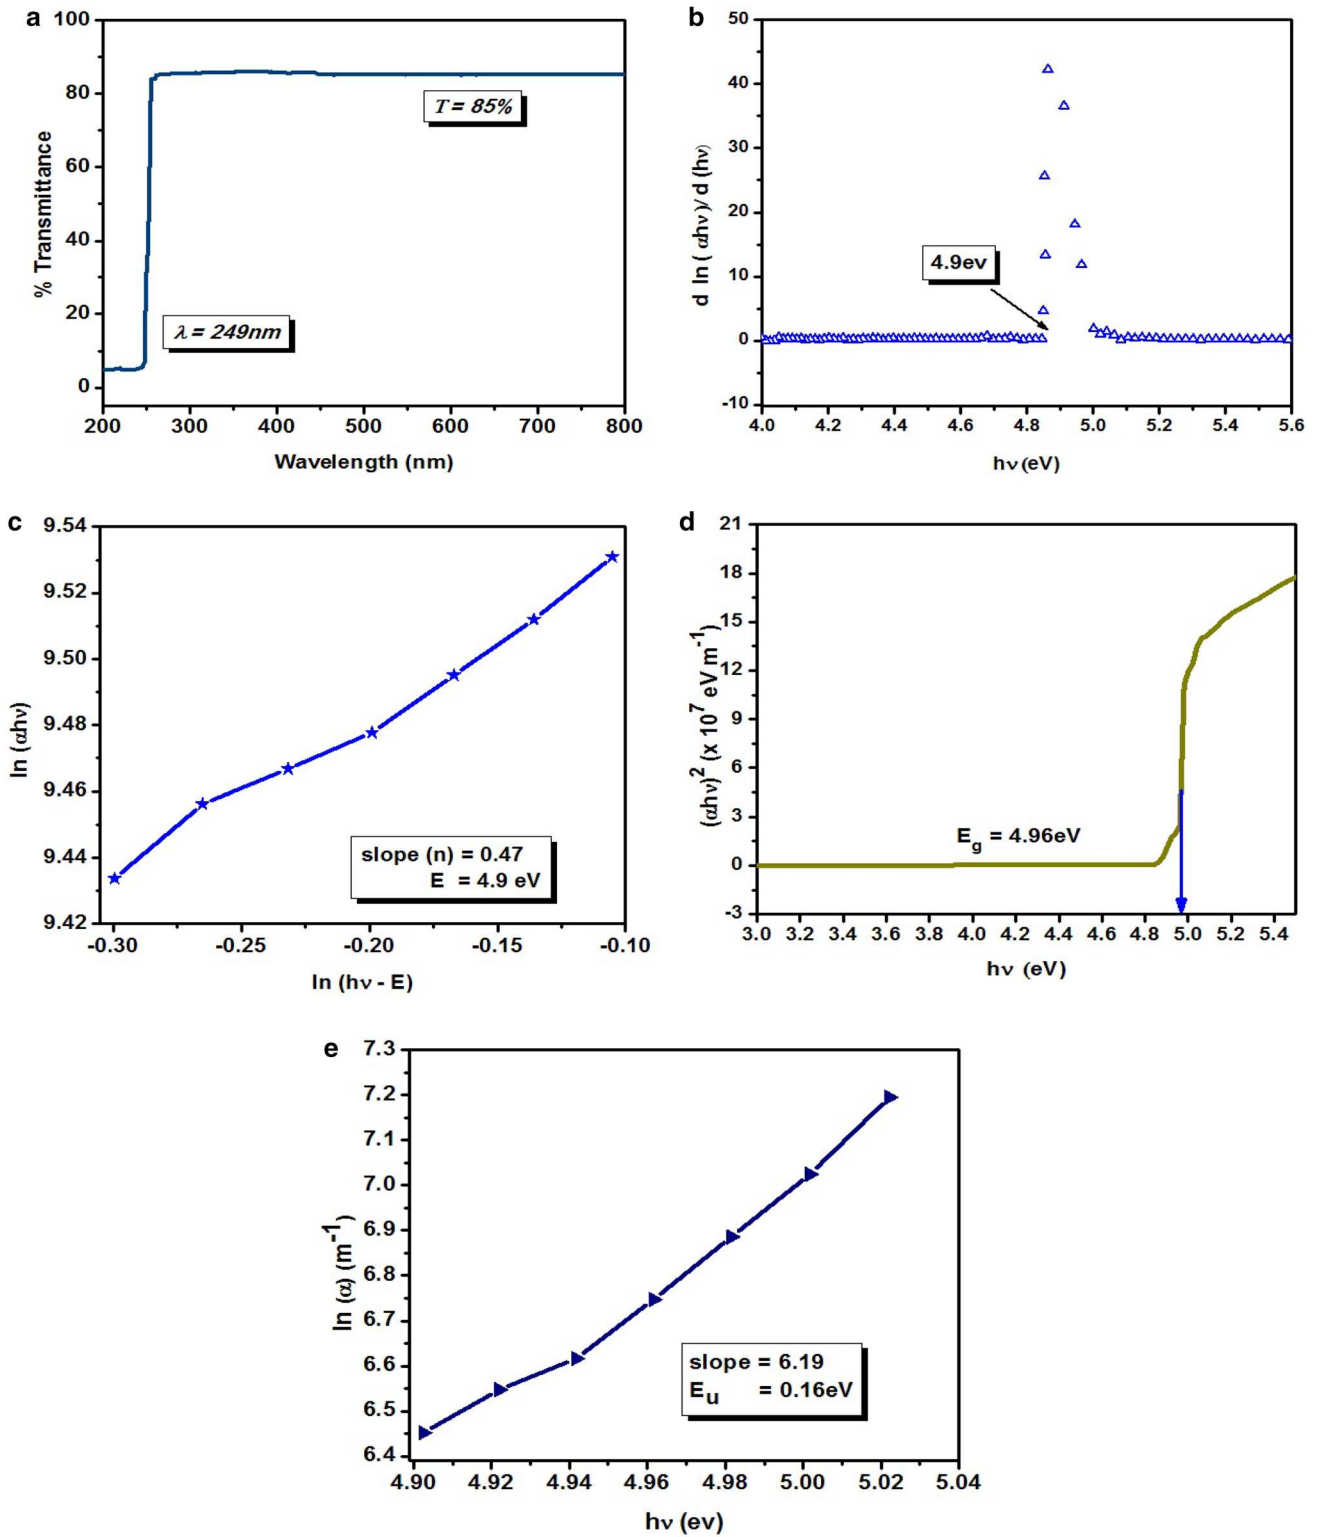 a
100
80
60
40
20
0
% Transmittance
T = 85%
λ = 249nm
200 300 400 500 600 700 800
Wavelength (nm)
b
50
40
30
20
10
0
-10
d ln ( αhν )/ d (hν)
4.9ev
4.0 4.2 4.4 4.6 4.8 5.0 5.2 5.4 5.6
hν (eV)
c
9.54
9.52
9.50
9.48
9.46
9.44
9.42
ln (αhν)
slope (n) = 0.47
E = 4.9 eV
-0.30 -0.25 -0.20 -0.15 -0.10
ln (hν - E)
d
21
18
15
12
9
6
3
0
-3
(αhν)² (x 10⁷ eV m⁻¹)
Eg = 4.96eV
3.0 3.2 3.4 3.6 3.8 4.0 4.2 4.4 4.6 4.8 5.0 5.2 5.4
hν (eV)
e
7.3
7.2
7.1
7.0
6.9
6.8
6.7
6.6
6.5
6.4
ln (α) (m⁻¹)
slope = 6.19
Eu = 0.16eV
4.90 4.92 4.94 4.96 4.98 5.00 5.02 5.04
hν (ev)